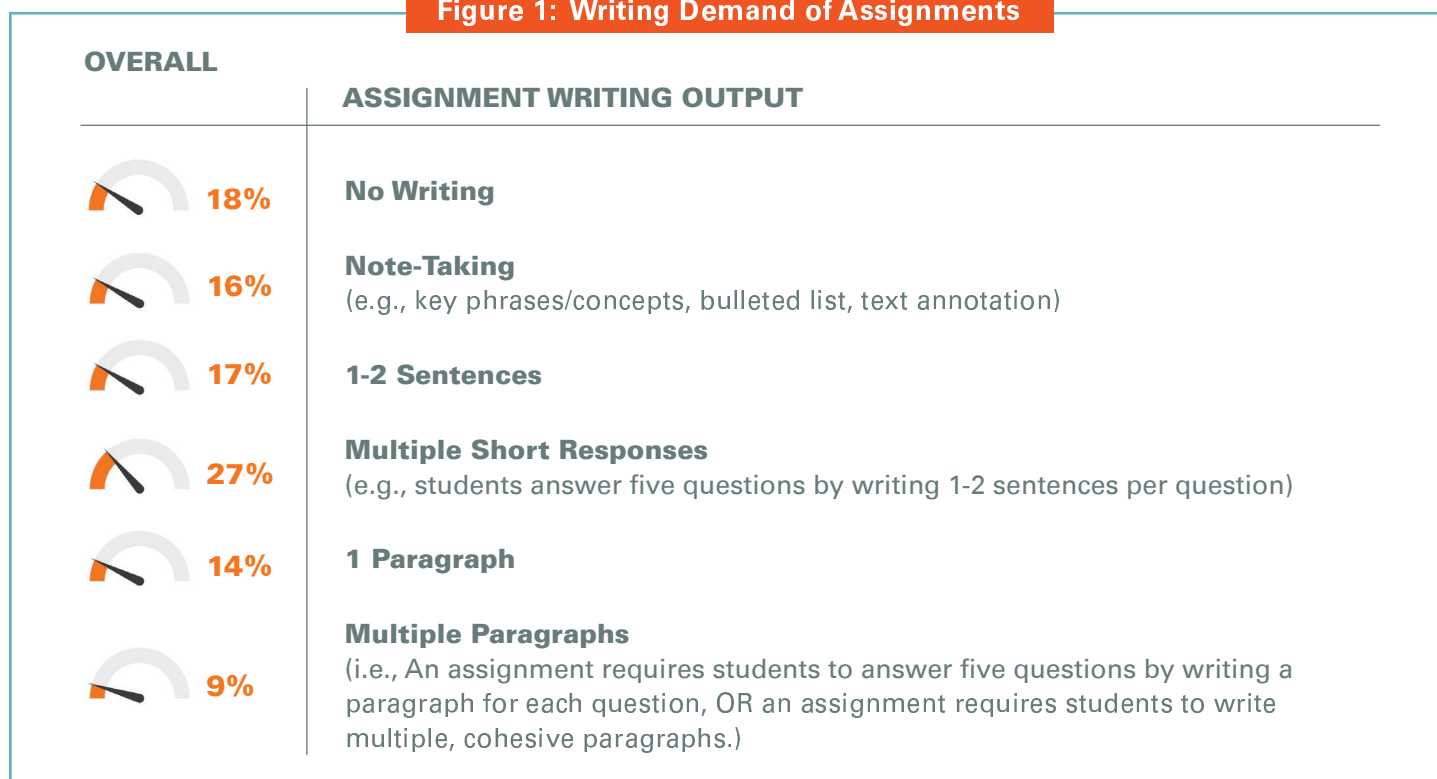 Figure 1: Writing Demand of Assignments
OVERALL
ASSIGNMENT WRITING OUTPUT
18%
No Writing
16%
Note-Taking
(e.g., key phrases/concepts, bulleted list, text annotation)
17%
1-2 Sentences
27%
Multiple Short Responses
(e.g., students answer five questions by writing 1-2 sentences per question)
14%
1 Paragraph
9%
Multiple Paragraphs
(i.e., An assignment requires students to answer five questions by writing a
paragraph for each question, OR an assignment requires students to write
multiple, cohesive paragraphs.)